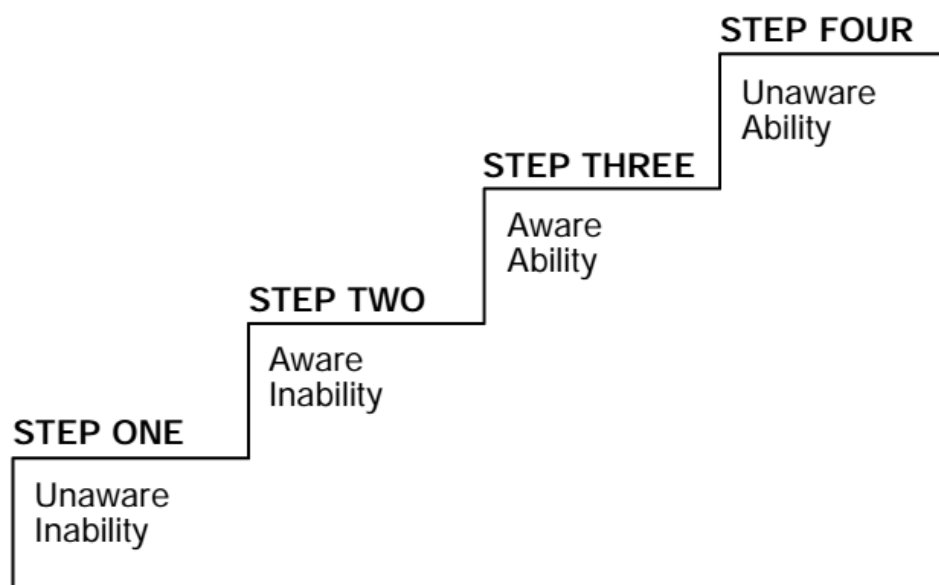 STEP FOUR
Unaware
Ability
STEP THREE
Aware
Ability
STEP TWO
Aware
Inability
STEP ONE
Unaware
Inability